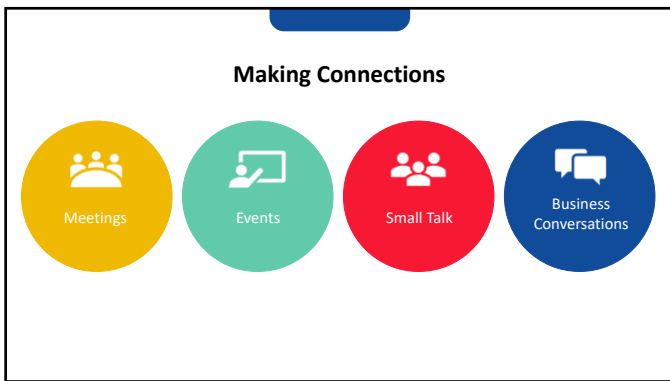 Making Connections
Meetings
Events
Small Talk
Business
Conversations